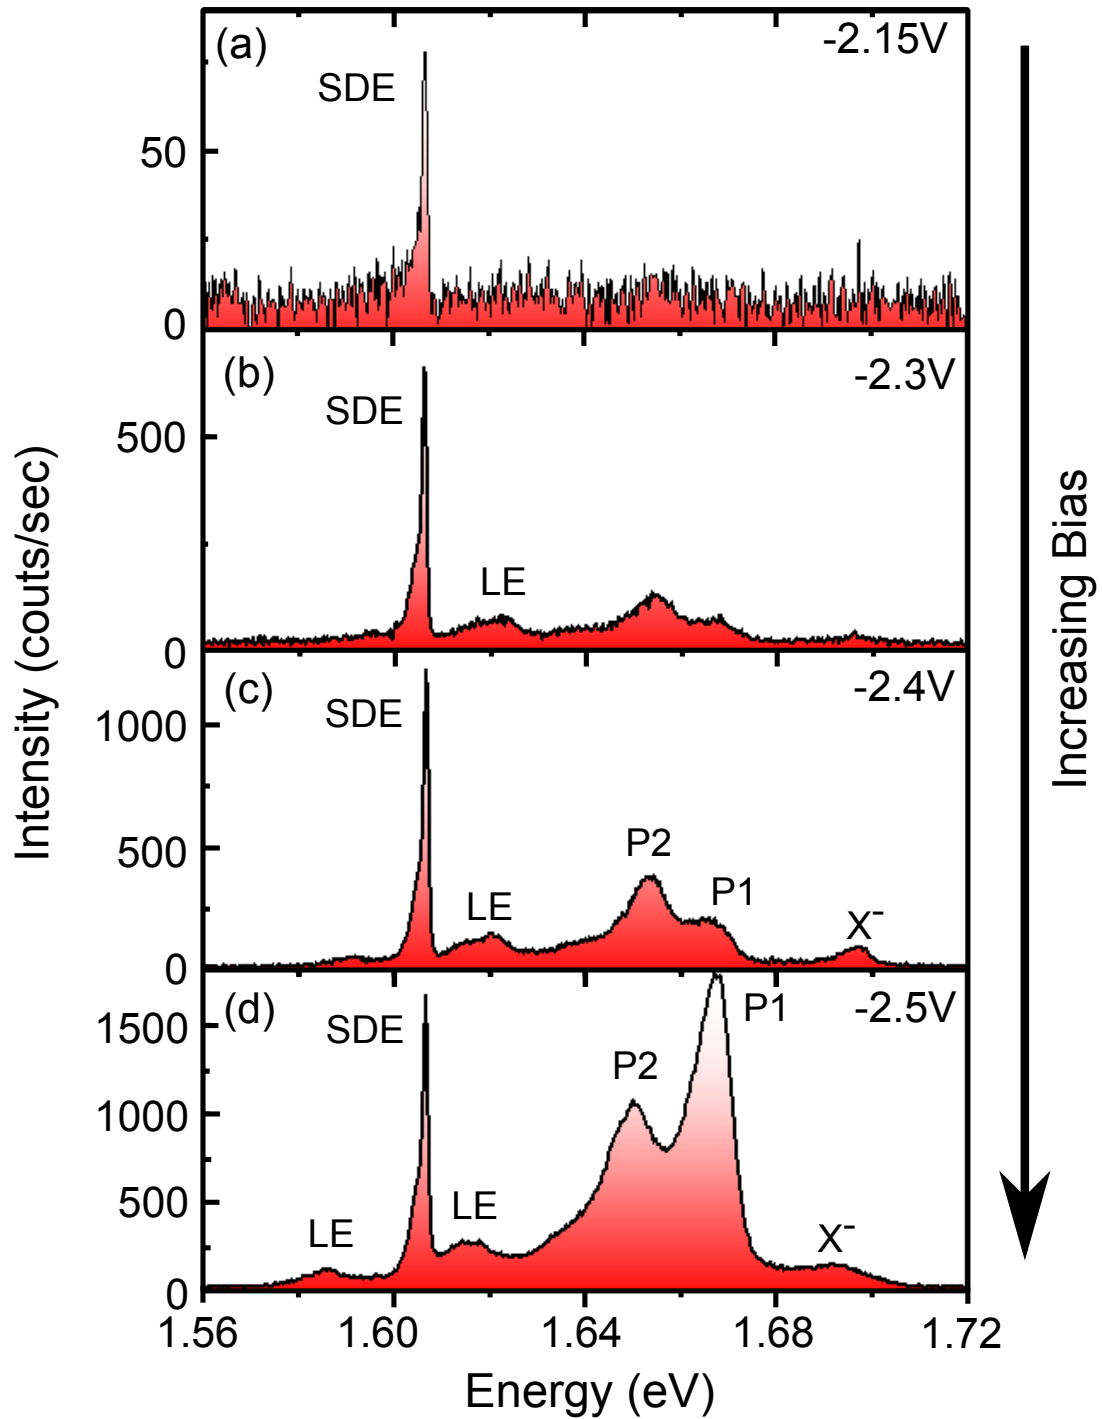 (a)
-2.15V
SDE
50
0
(b)
-2.3V
SDE
500
LE
0
(c)
-2.4V
SDE
1000
P2
500
P1
LE
X⁻
0
(d)
P1
-2.5V
SDE
1500
P2
1000
500
LE
LE
X⁻
0
1.56
1.60
1.64
1.68
1.72
Energy (eV)
Intensity (couts/sec)
Increasing Bias